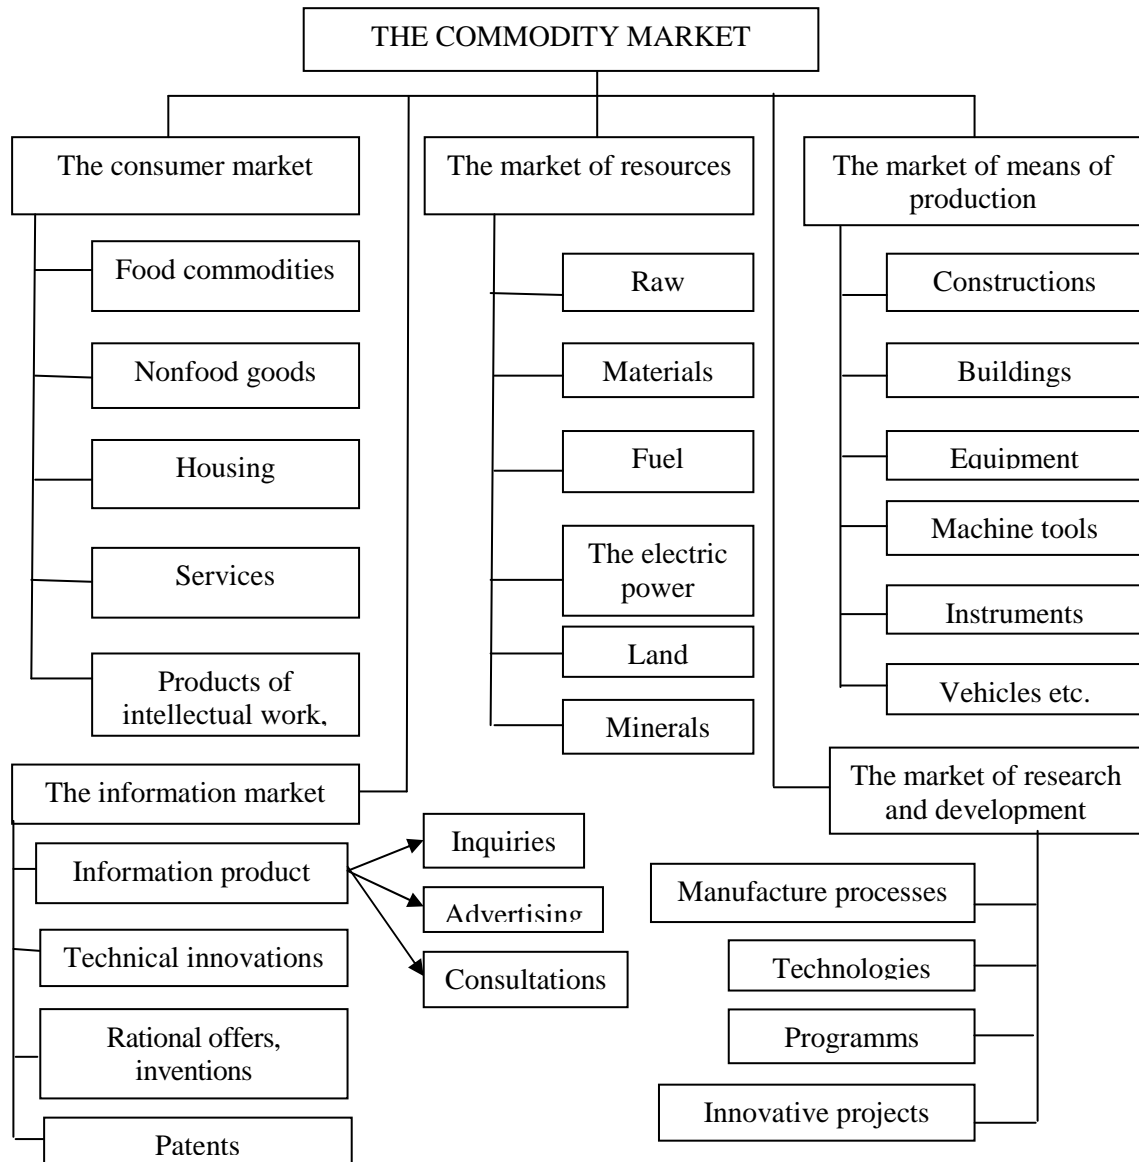 THE COMMODITY MARKET
The consumer market
Food commodities
Nonfood goods
Housing
Services
Products of
intellectual work,
The market of resources
Raw
Materials
Fuel
The electric
power
Land
Minerals
The market of means of
production
Constructions
Buildings
Equipment
Machine tools
Instruments
Vehicles etc.
The information market
Information product
Inquiries
Advertising
Consultations
Technical innovations
Rational offers,
inventions
Patents
The market of research
and development
Manufacture processes
Technologies
Programms
Innovative projects